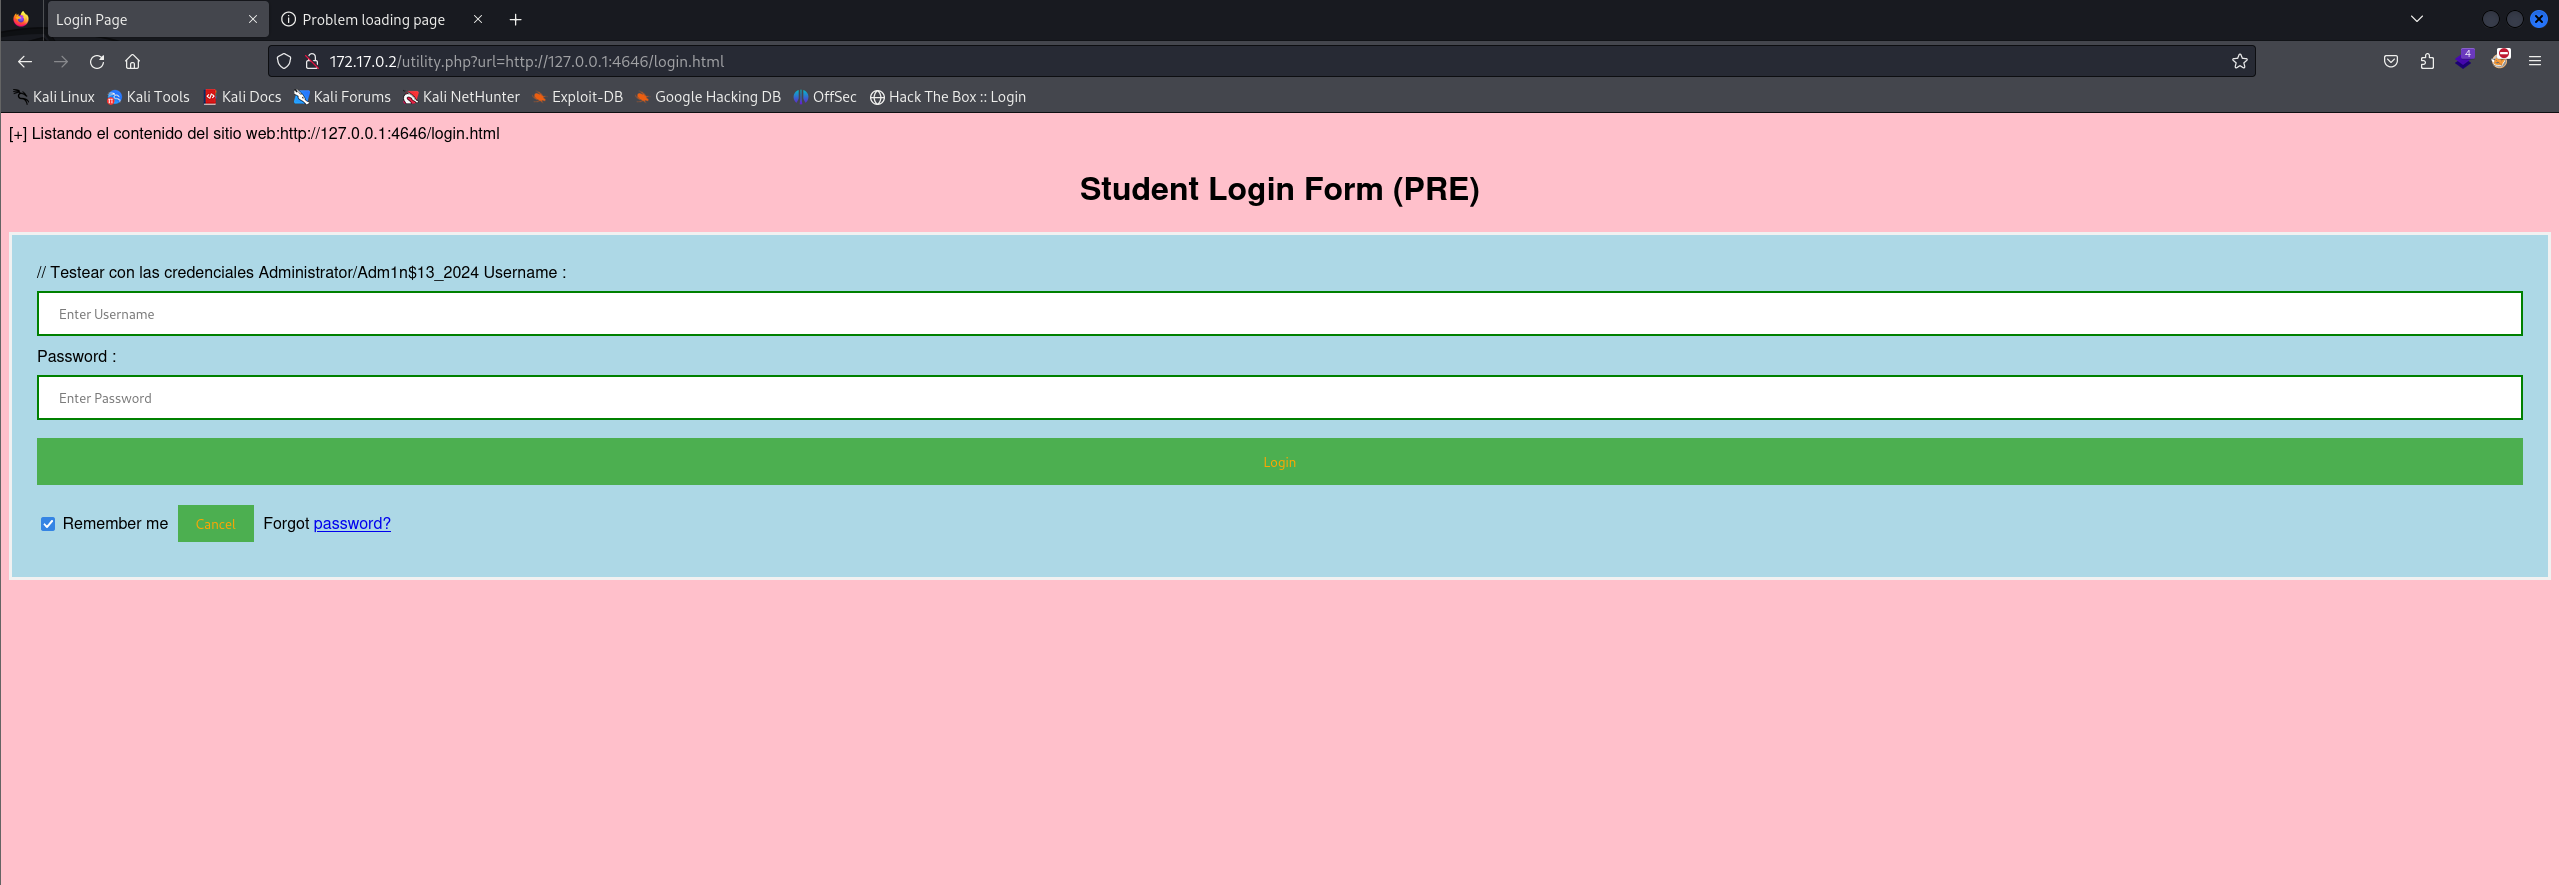 Login Page
Problem loading page
172.17.0.2/utility.php?url=http://127.0.0.1:4646/login.html
4
Kali Linux Kali Tools Kali Docs Kali Forums Kali NetHunter Exploit-DB Google Hacking DB OffSec Hack The Box :: Login
[+] Listando el contenido del sitio web:http://127.0.0.1:4646/login.html
Student Login Form (PRE)
// Testear con las credenciales Administrator/Adm1n$13_2024 Username :
Enter Username
Password :
Enter Password
Login
Remember me Cancel Forgot password?